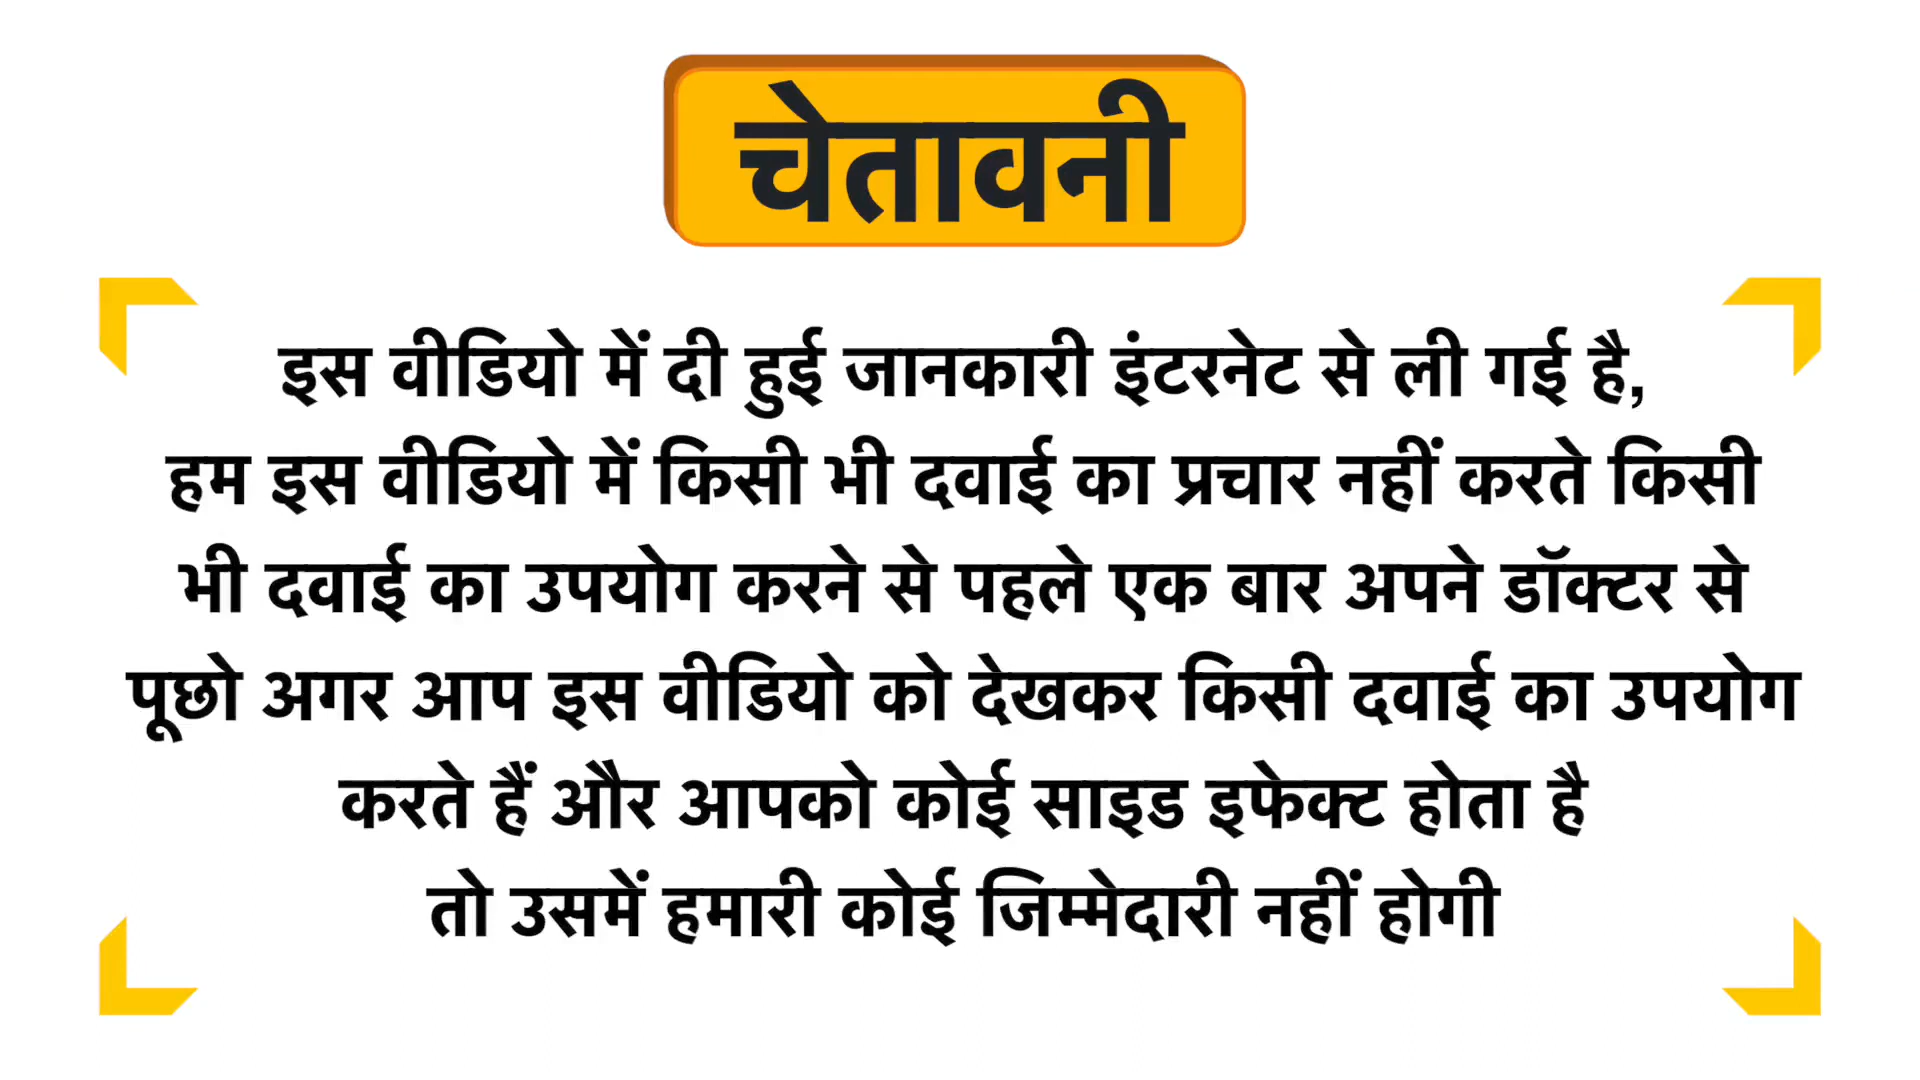 चेतावनी
इस वीडियो में दी हुई जानकारी इंटरनेट से ली गई है,
हम इस वीडियो में किसी भी दवाई का प्रचार नहीं करते किसी
भी दवाई का उपयोग करने से पहले एक बार अपने डॉक्टर से
पूछो अगर आप इस वीडियो को देखकर किसी दवाई का उपयोग
करते हैं और आपको कोई साइड इफेक्ट होता है
तो उसमें हमारी कोई जिम्मेदारी नहीं होगी